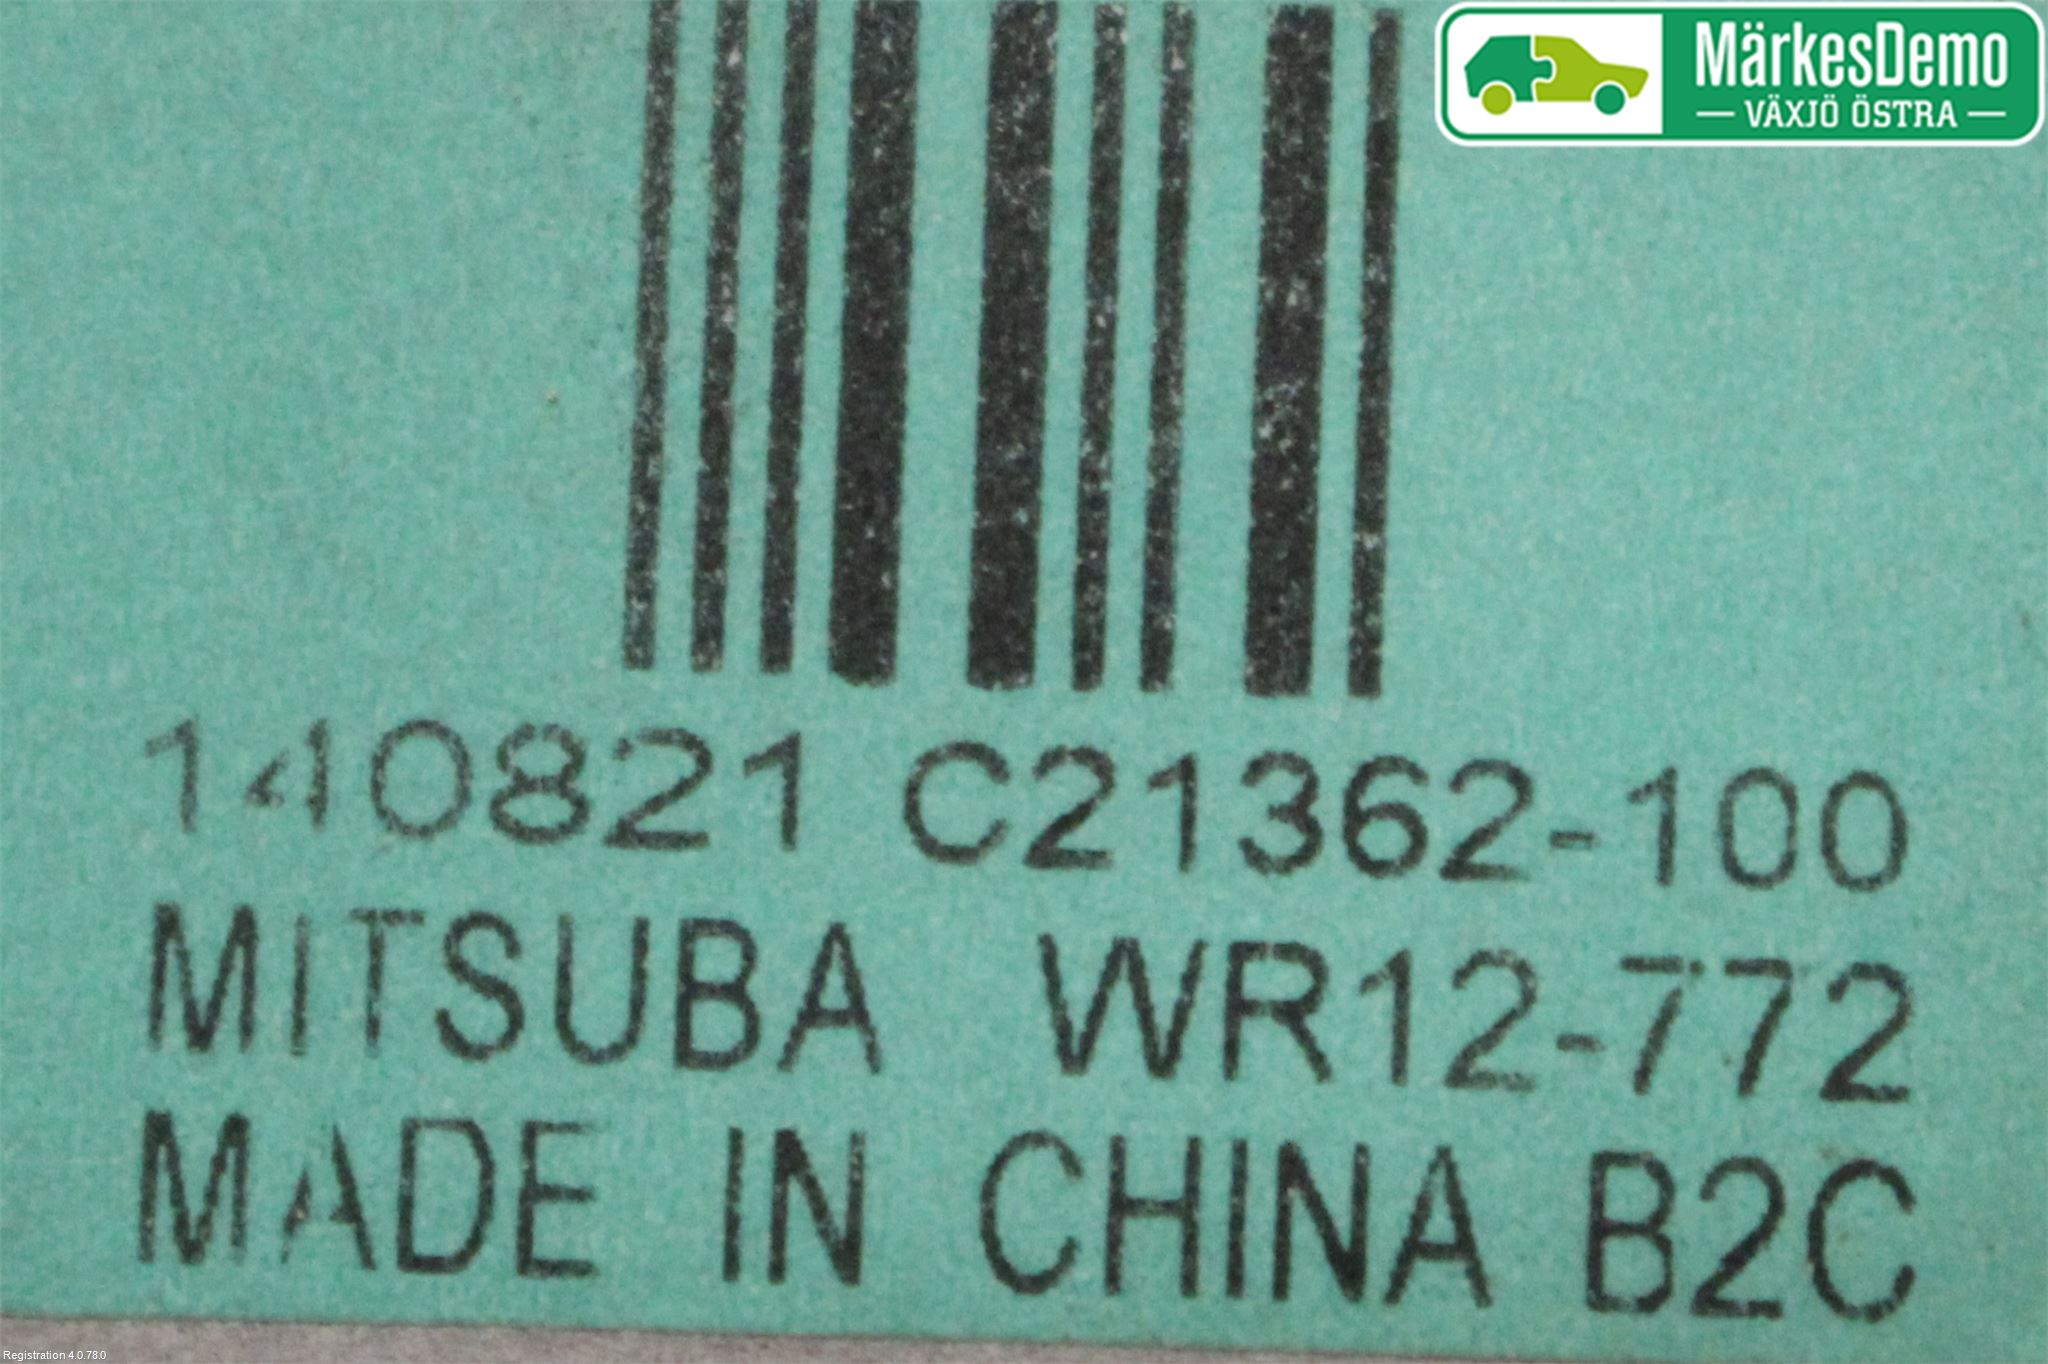 MärkesDemo
VÄXJÖ ÖSTRA
140821 C21362-100
MITSUBA WR12-772
MADE IN CHINA B2C
Registration 4.0.78.0